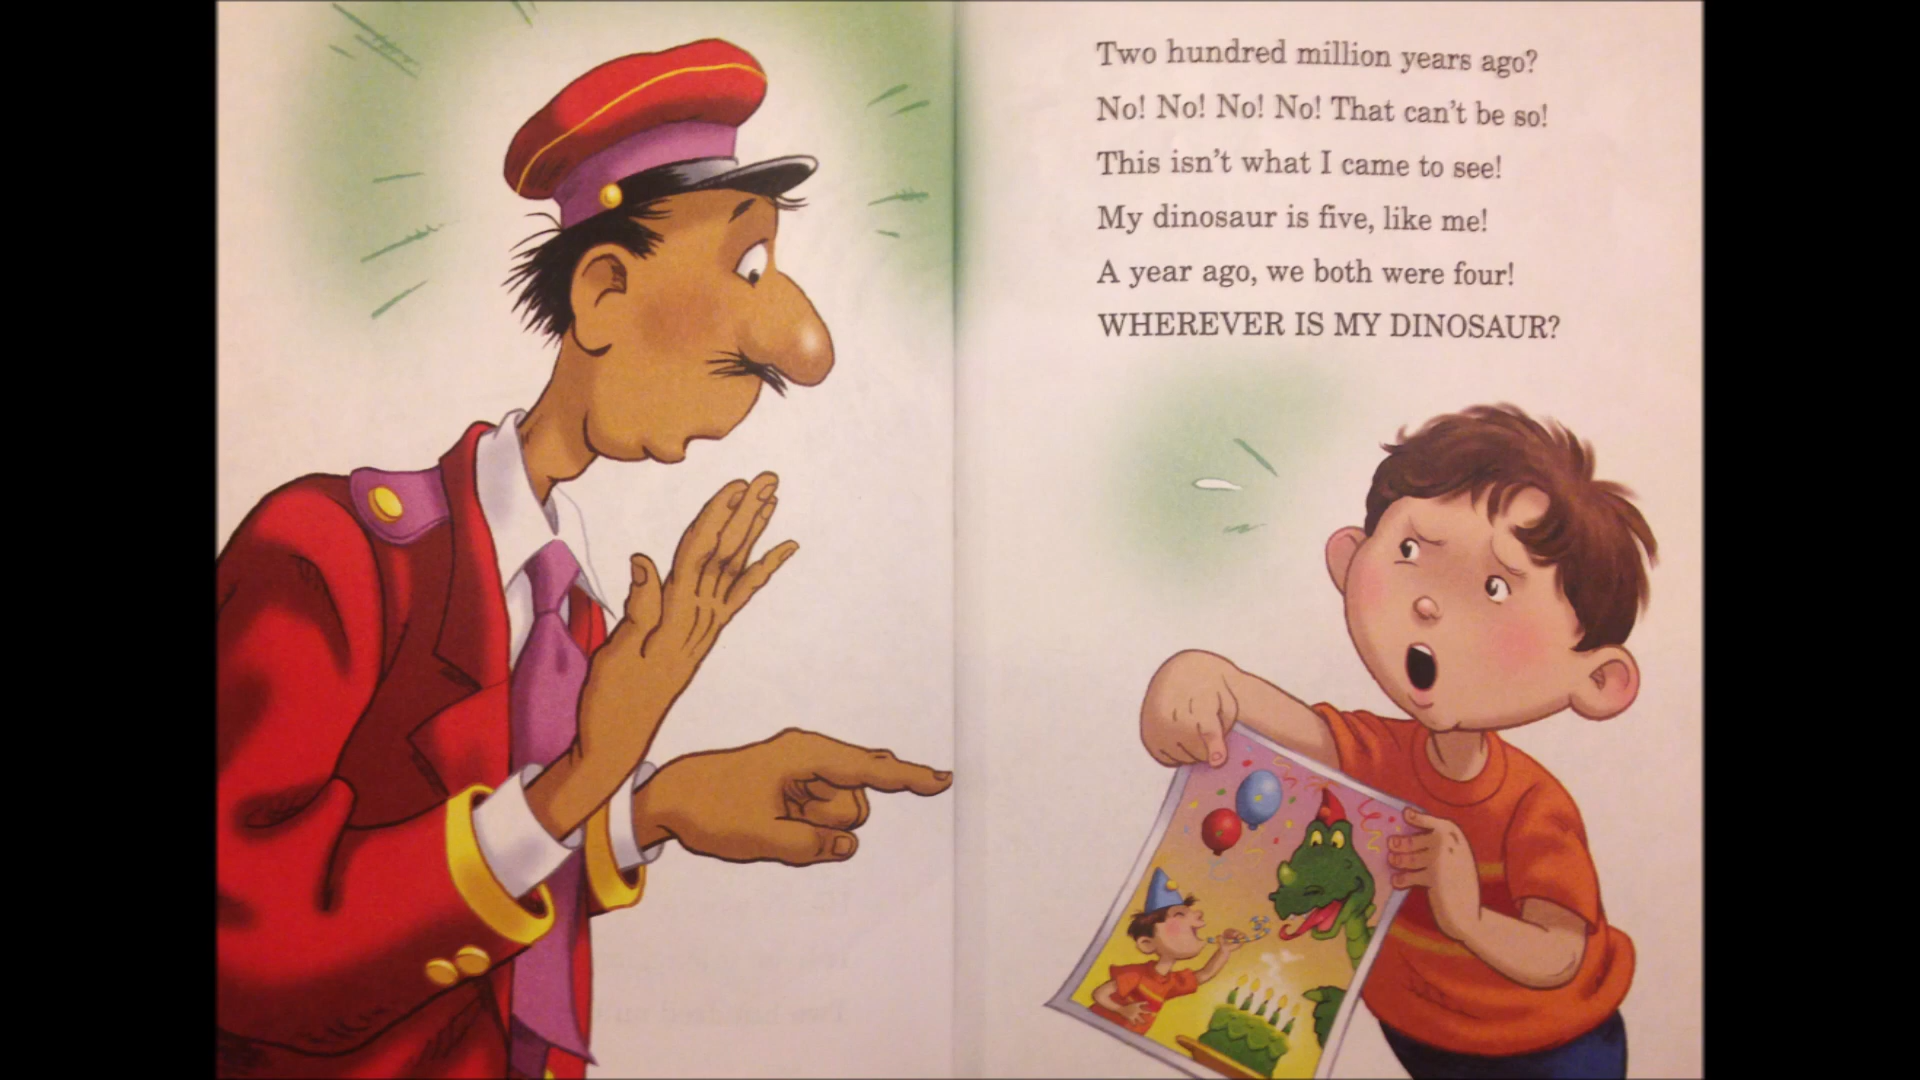 Two hundred million years ago?
No! No! No! No! That can't be so!
This isn't what I came to see!
My dinosaur is five, like me!
A year ago, we both were four!
WHEREVER IS MY DINOSAUR?